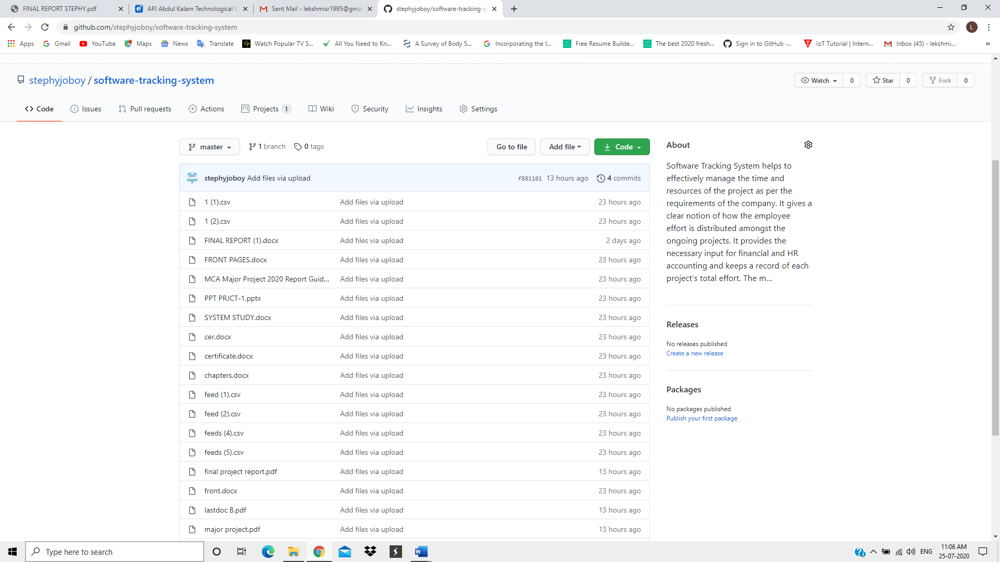 FINAL REPORT STEPHY.pdf
APJ Abdul Kalam Technological U
Sent Mail - lekshmisr1995@gmai
stephyjoboy/software-tracking-sy
github.com/stephyjoboy/software-tracking-system
L
Apps
Gmail
YouTube
Maps
News
Translate
Watch Popular TV S...
All You Need to Kn...
A Survey of Body S...
Incorporating the I...
Free Resume Builde...
The best 2020 fresh...
Sign in to GitHub ·...
IoT Tutorial | Intern...
Inbox (45) - lekshmi...
»
stephyjoboy / software-tracking-system
Watch 0
Star 0
Fork 0
Code
Issues
Pull requests
Actions
Projects 1
Wiki
Security
Insights
Settings
master
1 branch
0 tags
Go to file
Add file
Code
stephyjoboy Add files via upload f881101 13 hours ago 4 commits
1 (1).csv Add files via upload 23 hours ago
1 (2).csv Add files via upload 23 hours ago
FINAL REPORT (1).docx Add files via upload 2 days ago
FRONT PAGES.docx Add files via upload 23 hours ago
MCA Major Project 2020 Report Guid... Add files via upload 23 hours ago
PPT PRJCT-1.pptx Add files via upload 23 hours ago
SYSTEM STUDY.docx Add files via upload 23 hours ago
cer.docx Add files via upload 23 hours ago
certificate.docx Add files via upload 23 hours ago
chapters.docx Add files via upload 23 hours ago
feed (1).csv Add files via upload 23 hours ago
feed (2).csv Add files via upload 23 hours ago
feeds (4).csv Add files via upload 23 hours ago
feeds (5).csv Add files via upload 23 hours ago
final project report.pdf Add files via upload 13 hours ago
front.docx Add files via upload 23 hours ago
lastdoc B.pdf Add files via upload 13 hours ago
major project.pdf Add files via upload 13 hours ago
About
Software Tracking System helps to
effectively manage the time and
resources of the project as per the
requirements of the company. It gives a
clear notion of how the employee
effort is distributed amongst the
ongoing projects. It provides the
necessary input for financial and HR
accounting and keeps a record of each
project's total effort. The m...
Releases
No releases published
Create a new release
Packages
No packages published
Publish your first package
Type here to search
ENG
11:06 AM
25-07-2020